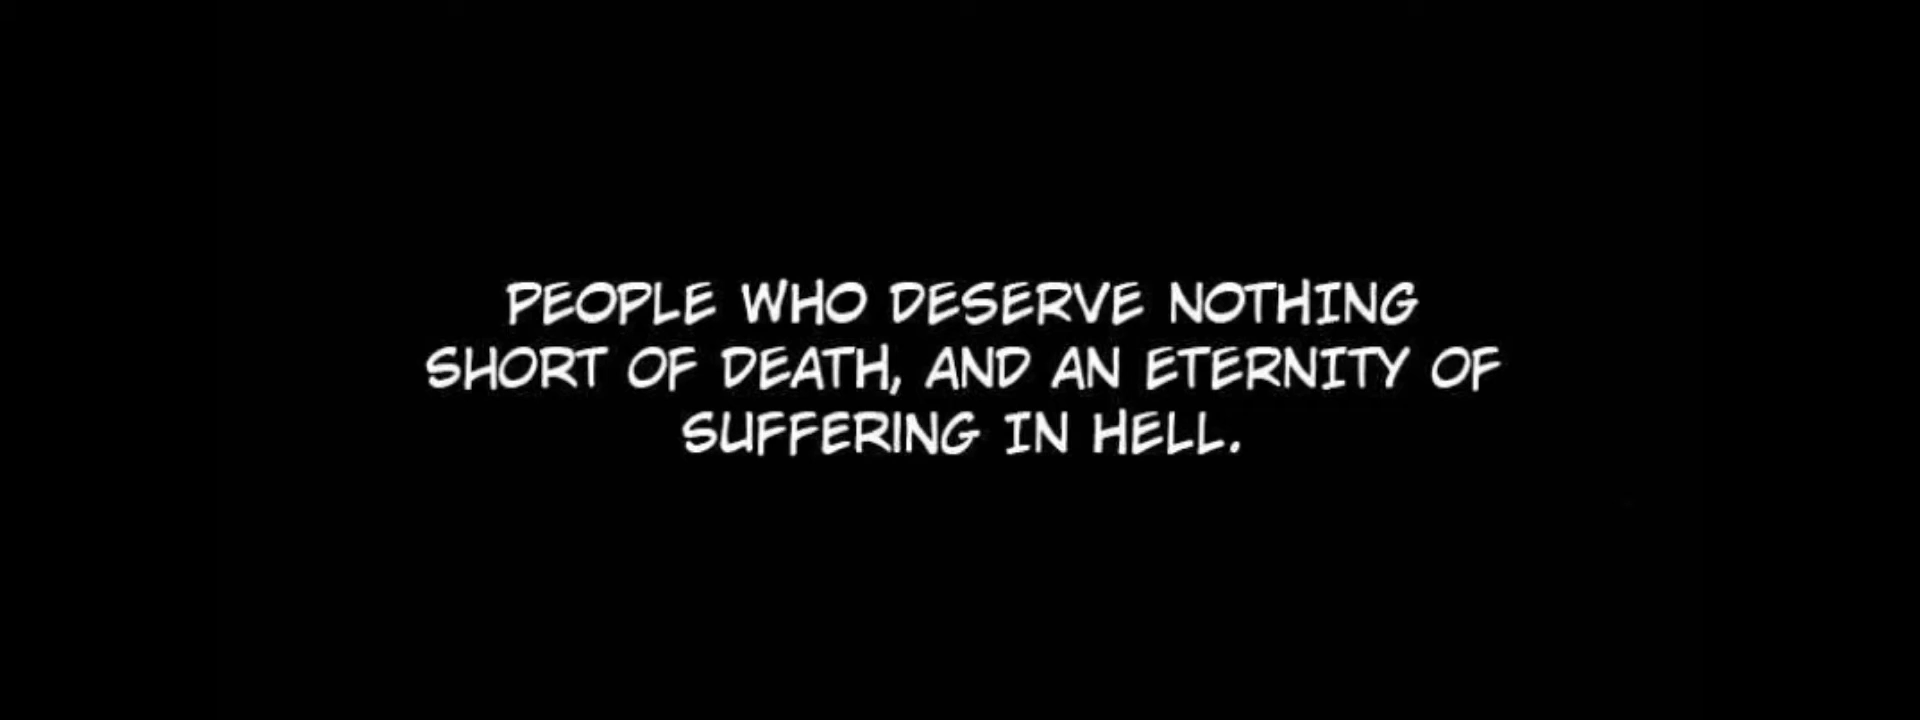 PEOPLE WHO DESERVE NOTHING
SHORT OF DEATH, AND AN ETERNITY OF
SUFFERING IN HELL.